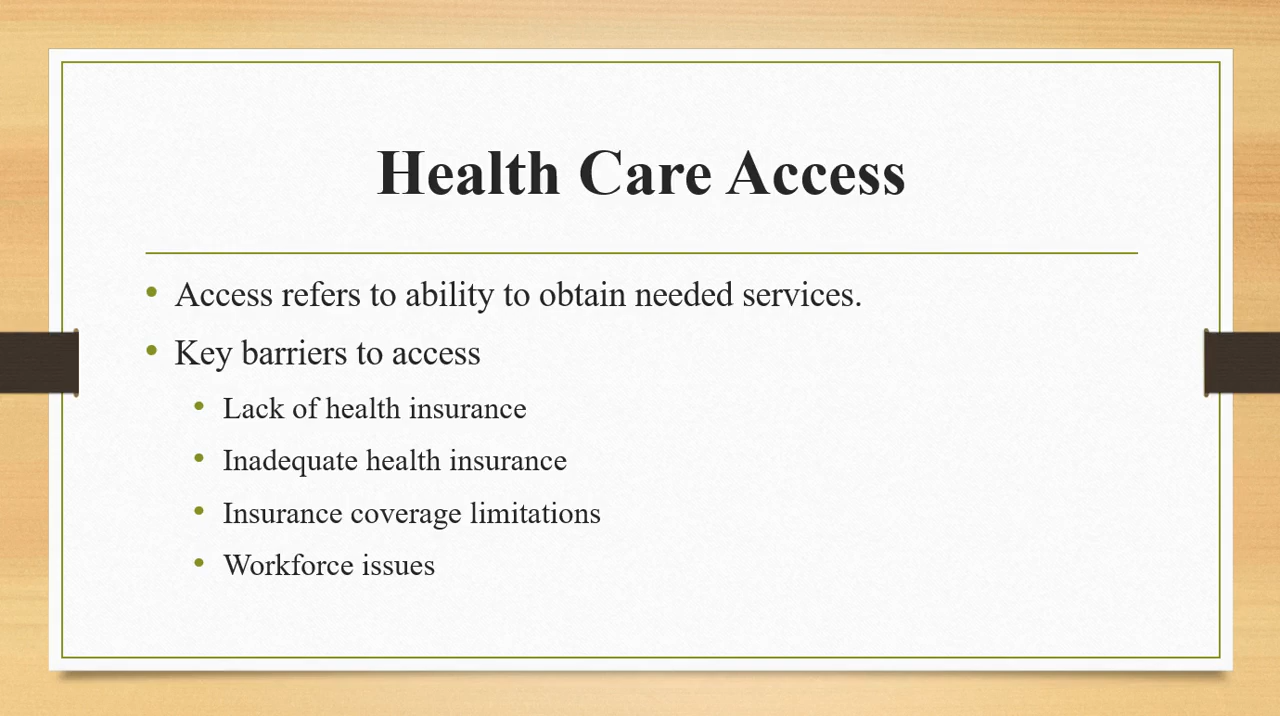 Health Care Access
• Access refers to ability to obtain needed services.
• Key barriers to access
• Lack of health insurance
• Inadequate health insurance
• Insurance coverage limitations
• Workforce issues